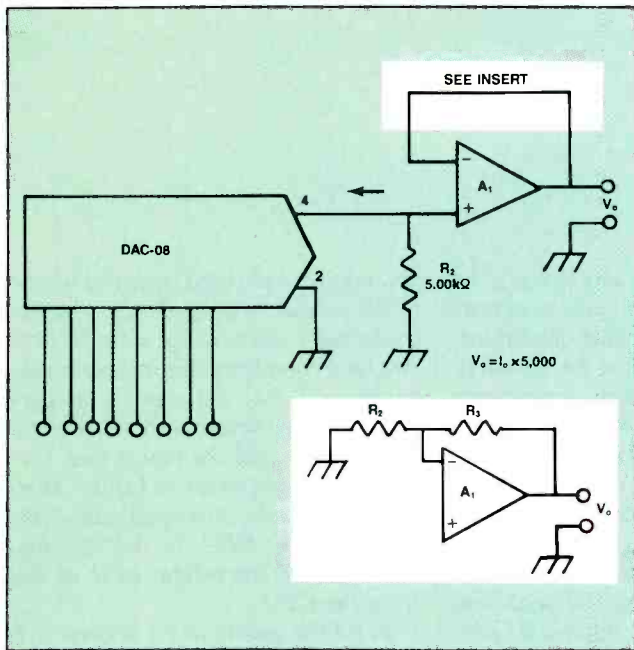 SEE INSERT
−
A₁
+
Vₒ
4
DAC-08
2
R₂
5.00kΩ
Vₒ = Iₒ × 5,000
R₂
R₃
−
A₁
+
Vₒ